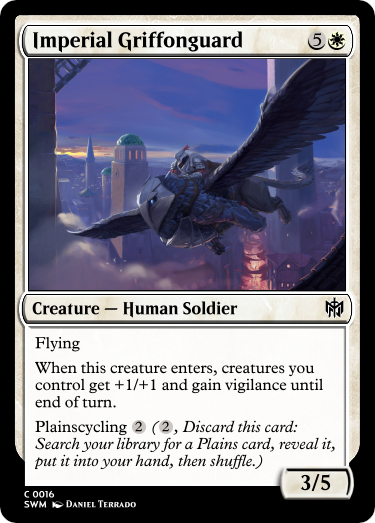 Imperial Griffonguard 5
Creature — Human Soldier
Flying
When this creature enters, creatures you
control get +1/+1 and gain vigilance until
end of turn.
Plainscycling 2 (2, Discard this card:
Search your library for a Plains card, reveal it,
put it into your hand, then shuffle.)
3/5
C 0016
SWM Daniel Terrado